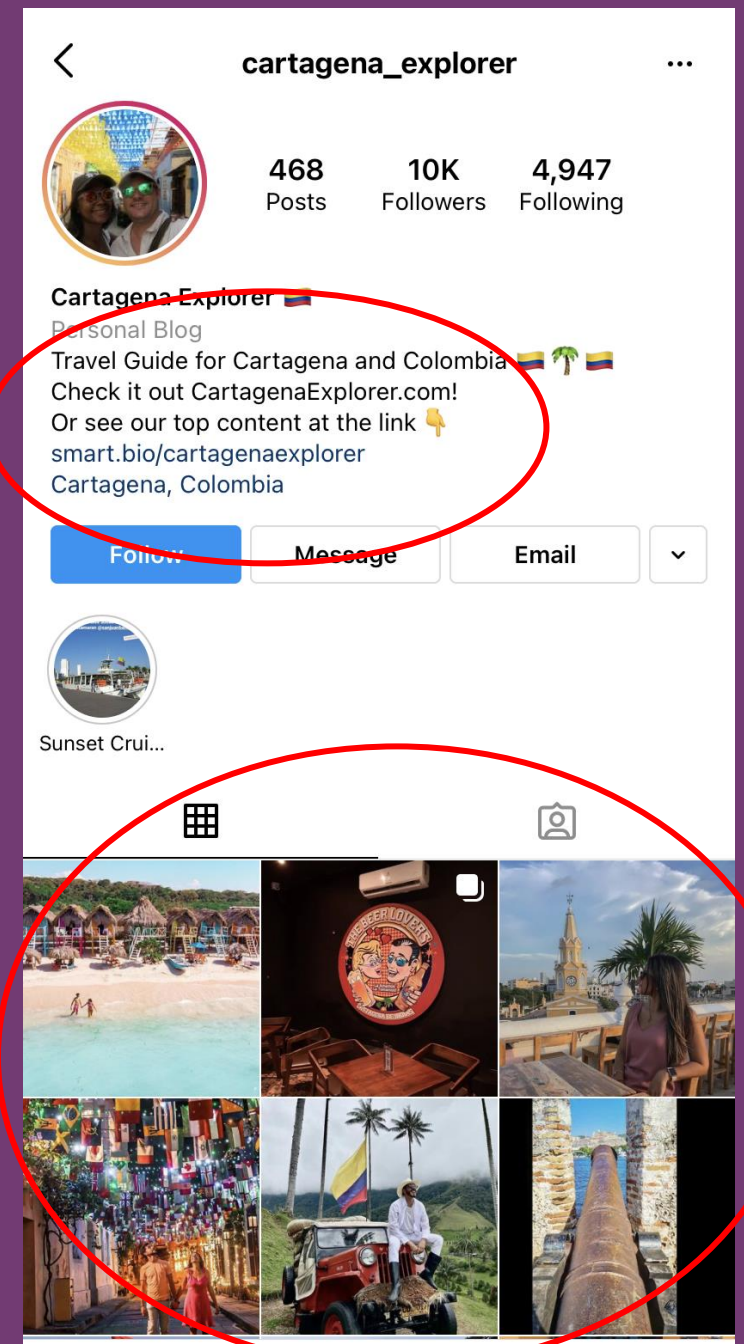 cartagena_explorer
468
Posts
10K
Followers
4,947
Following
Cartagena Explorer 🇨🇴
Personal Blog
Travel Guide for Cartagena and Colombia 🇨🇴 🌴 🇨🇴
Check it out CartagenaExplorer.com!
Or see our top content at the link 👇
smart.bio/cartagenaexplorer
Cartagena, Colombia
Follow
Message
Email
Sunset Crui...
THE BEER LOVERS